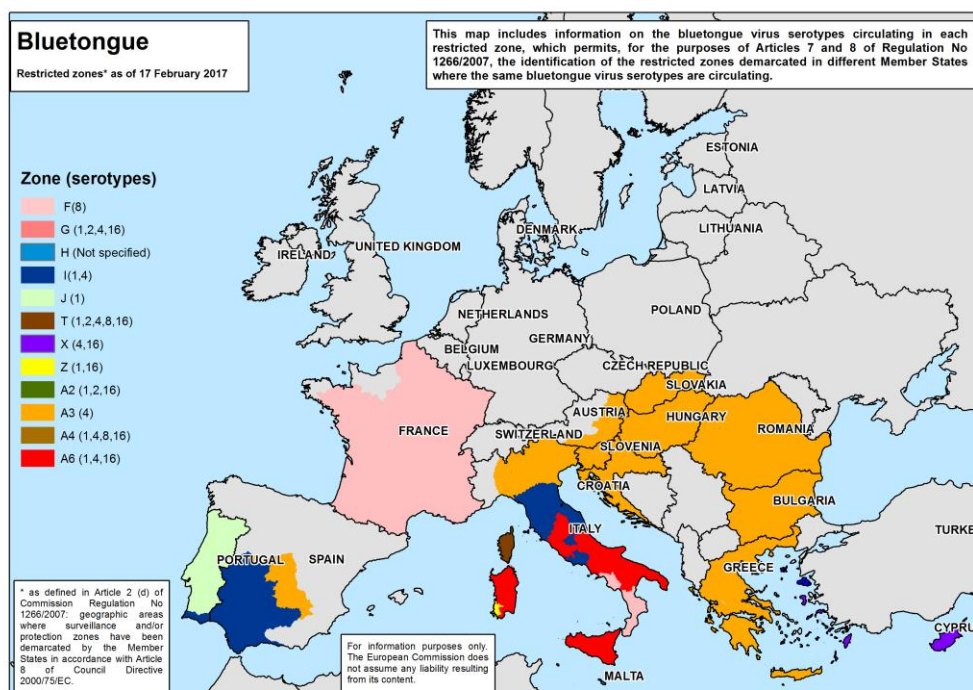 Bluetongue
Restricted zones* as of 17 February 2017
This map includes information on the bluetongue virus serotypes circulating in each
restricted zone, which permits, for the purposes of Articles 7 and 8 of Regulation No
1266/2007, the identification of the restricted zones demarcated in different Member States
where the same bluetongue virus serotypes are circulating.
Zone (serotypes)
F(8)
G (1,2,4,16)
H (Not specified)
I(1,4)
J (1)
T (1,2,4,8,16)
X (4,16)
Z (1,16)
A2 (1,2,16)
A3 (4)
A4 (1,4,8,16)
A6 (1,4,16)
ESTONIA
LATVIA
LITHUANIA
DENMARK
UNITED KINGDOM
IRELAND
NETHERLANDS
POLAND
GERMANY
BELGIUM
LUXEMBOURG
CZECH REPUBLIC
SLOVAKIA
AUSTRIA
HUNGARY
FRANCE
SWITZERLAND
ROMANIA
SLOVENIA
CROATIA
BULGARIA
ITALY
TURKE
PORTUGAL
SPAIN
GREECE
CYPRU
MALTA
* as defined in Article 2 (d) of
Commission Regulation No
1266/2007: geographic areas
where surveillance and/or
protection zones have been
demarcated by the Member
States in accordance with Article
8 of Council Directive
2000/75/EC.
For information purposes only.
The European Commission does
not assume any liability resulting
from its content.